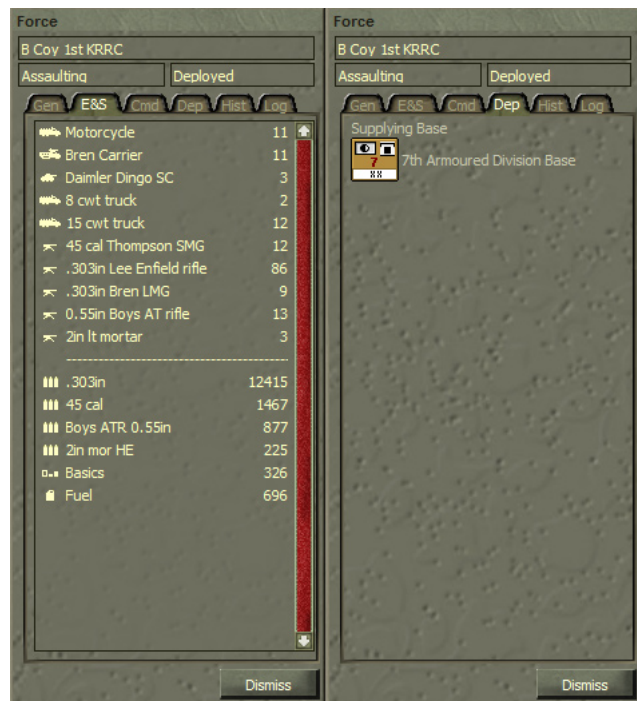 Force
B Coy 1st KRRC
Assaulting Deployed
Gen E&S Cmd Dep Hist Log
Motorcycle 11
Bren Carrier 11
Daimler Dingo SC 3
8 cwt truck 2
15 cwt truck 12
45 cal Thompson SMG 12
.303in Lee Enfield rifle 86
.303in Bren LMG 9
0.55in Boys AT rifle 13
2in lt mortar 3
.303in 12415
45 cal 1467
Boys ATR 0.55in 877
2in mor HE 225
Basics 326
Fuel 696
Dismiss
Force
B Coy 1st KRRC
Assaulting Deployed
Gen E&S Cmd Dep Hist Log
Supplying Base
7
XX
7th Armoured Division Base
Dismiss